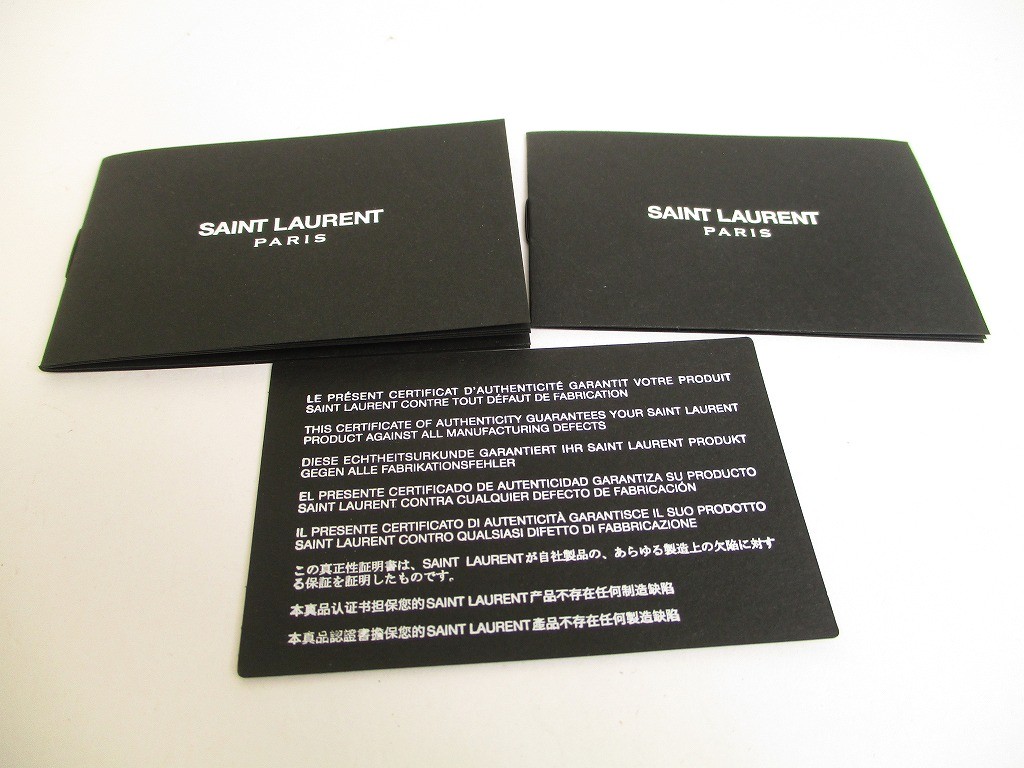 SAINT LAURENT
PARIS
SAINT LAURENT
PARIS
LE PRÉSENT CERTIFICAT D'AUTHENTICITÉ GARANTIT VOTRE PRODUIT
SAINT LAURENT CONTRE TOUT DÉFAUT DE FABRICATION
THIS CERTIFICATE OF AUTHENTICITY GUARANTEES YOUR SAINT LAURENT
PRODUCT AGAINST ALL MANUFACTURING DEFECTS
DIESE ECHTHEITSURKUNDE GARANTIERT IHR SAINT LAURENT PRODUKT
GEGEN ALLE FABRIKATIONSFEHLER
EL PRESENTE CERTIFICADO DE AUTENTICIDAD GARANTIZA SU PRODUCTO
SAINT LAURENT CONTRA CUALQUIER DEFECTO DE FABRICACIÓN
IL PRESENTE CERTIFICATO DI AUTENTICITÀ GARANTISCE IL SUO PRODOTTO
SAINT LAURENT CONTRO QUALSIASI DIFETTO DI FABBRICAZIONE
この真正性証明書は、SAINT LAURENTが自社製品の、あらゆる製造上の欠陥に対す
る保証を証明したものです。
本真品认证书担保您的SAINT LAURENT产品不存在任何制造缺陷
本真品認證書擔保您的SAINT LAURENT產品不存在任何製造缺陷